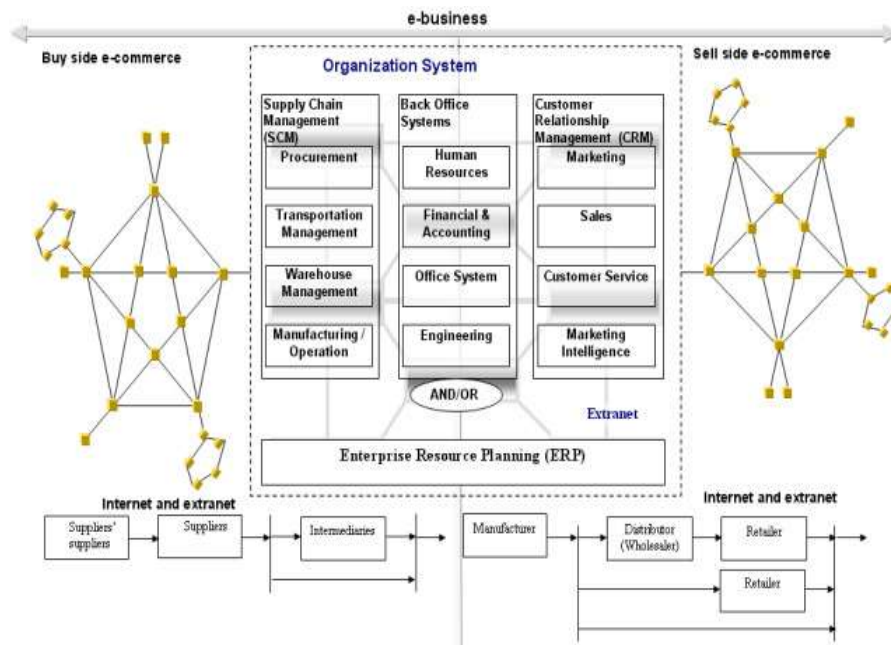 e-business
Buy side e-commerce
Sell side e-commerce
Organization System
Supply Chain
Management
(SCM)
Procurement
Transportation
Management
Warehouse
Management
Manufacturing /
Operation
Back Office
Systems
Human
Resources
Financial &
Accounting
Office System
Engineering
Customer
Relationship
Management (CRM)
Marketing
Sales
Customer Service
Marketing
Intelligence
AND/OR
Extranet
Enterprise Resource Planning (ERP)
Internet and extranet
Internet and extranet
Suppliers'
suppliers
Suppliers
Intermediaries
Manufacturer
Distributor
(Wholesaler)
Retailer
Retailer